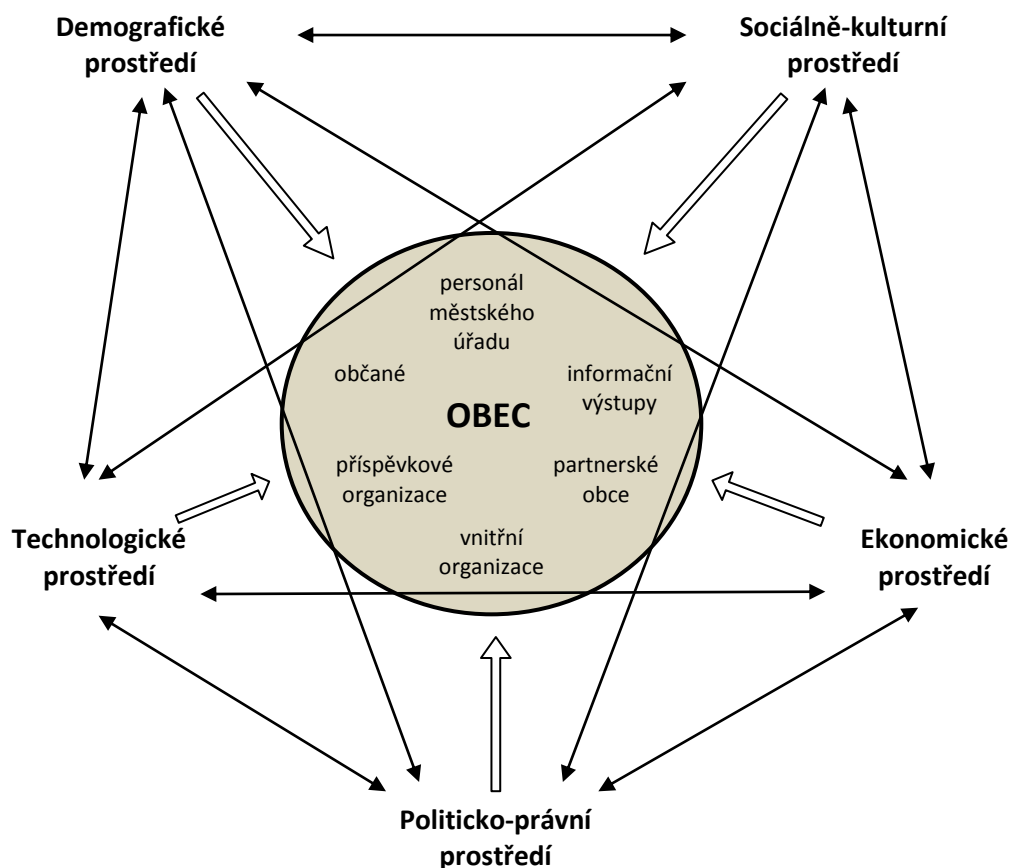 Demografické
prostředí
Sociálně-kulturní
prostředí
personál
městského
úřadu
občané
informační
výstupy
OBEC
příspěvkové
organizace
partnerské
obce
vnitřní
organizace
Technologické
prostředí
Ekonomické
prostředí
Politicko-právní
prostředí